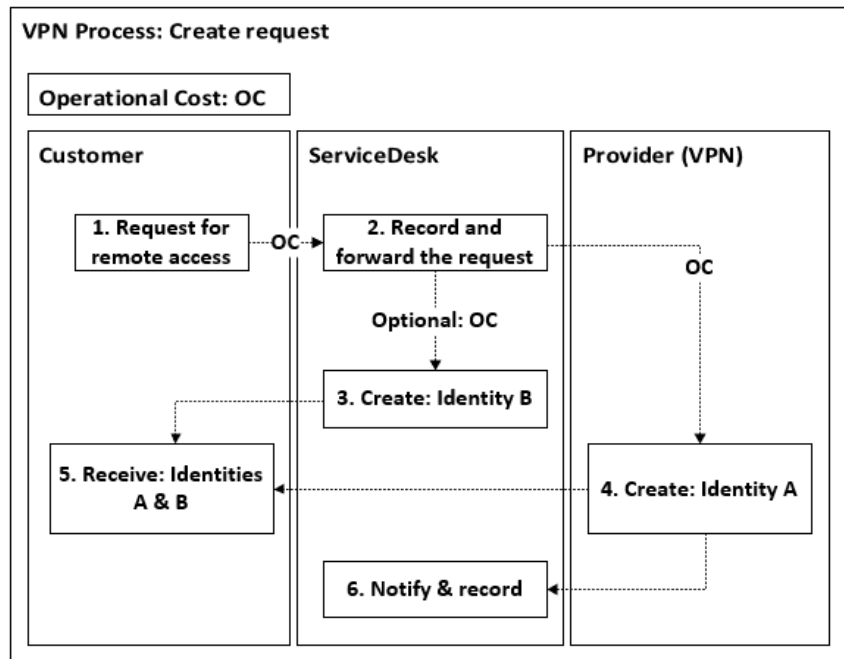 VPN Process: Create request
Operational Cost: OC
Customer
ServiceDesk
Provider (VPN)
1. Request for
remote access
OC
2. Record and
forward the request
OC
Optional: OC
3. Create: Identity B
5. Receive: Identities
A & B
4. Create: Identity A
6. Notify & record